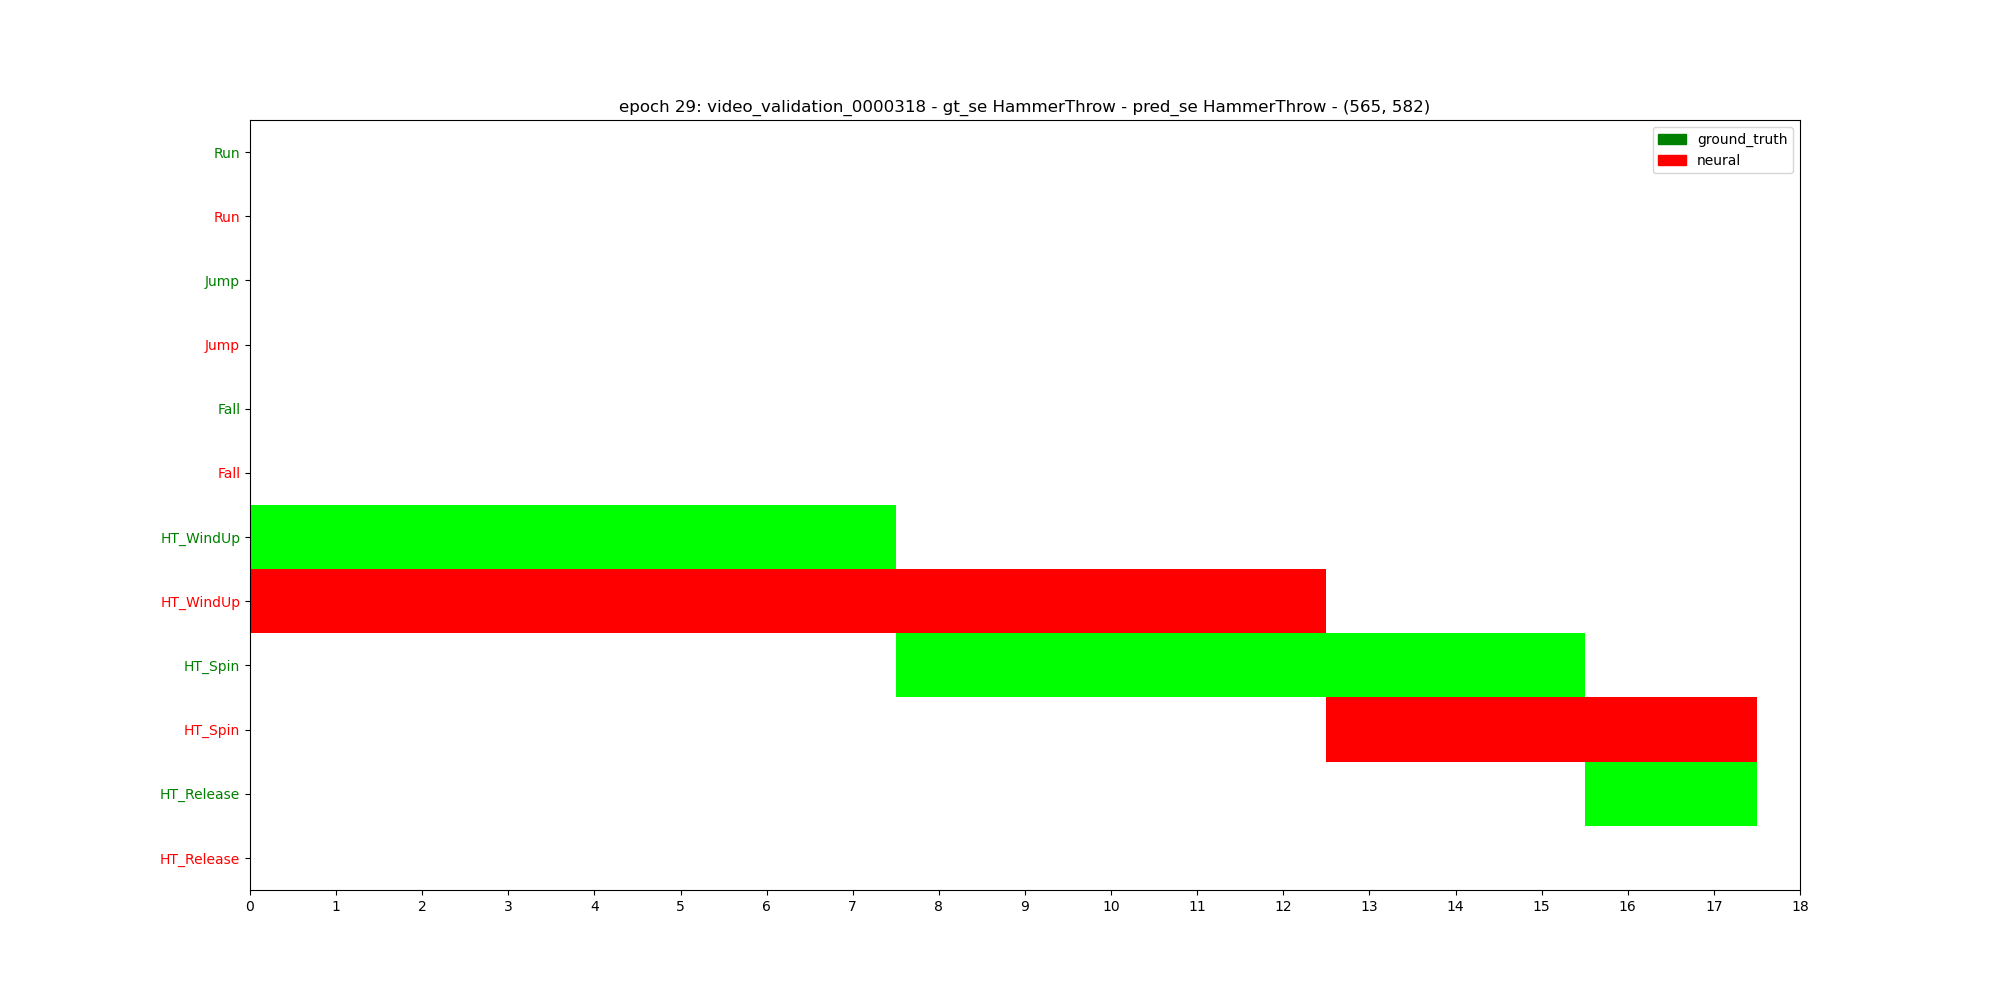 epoch 29: video_validation_0000318 - gt_se HammerThrow - pred_se HammerThrow - (565, 582)
ground_truth
neural
Run
Run
Jump
Jump
Fall
Fall
HT_WindUp
HT_WindUp
HT_Spin
HT_Spin
HT_Release
HT_Release
0 1 2 3 4 5 6 7 8 9 10 11 12 13 14 15 16 17 18